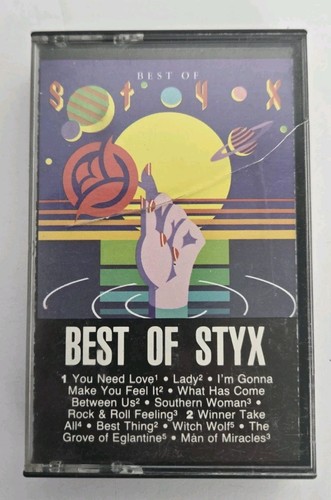 BEST OF
Styx
BEST OF STYX
1 You Need Love¹ • Lady² • I'm Gonna
Make You Feel It² • What Has Come
Between Us² • Southern Woman³ •
Rock & Roll Feeling³ 2 Winner Take
All⁴ • Best Thing² • Witch Wolf⁵ • The
Grove of Eglantine⁵ • Man of Miracles³